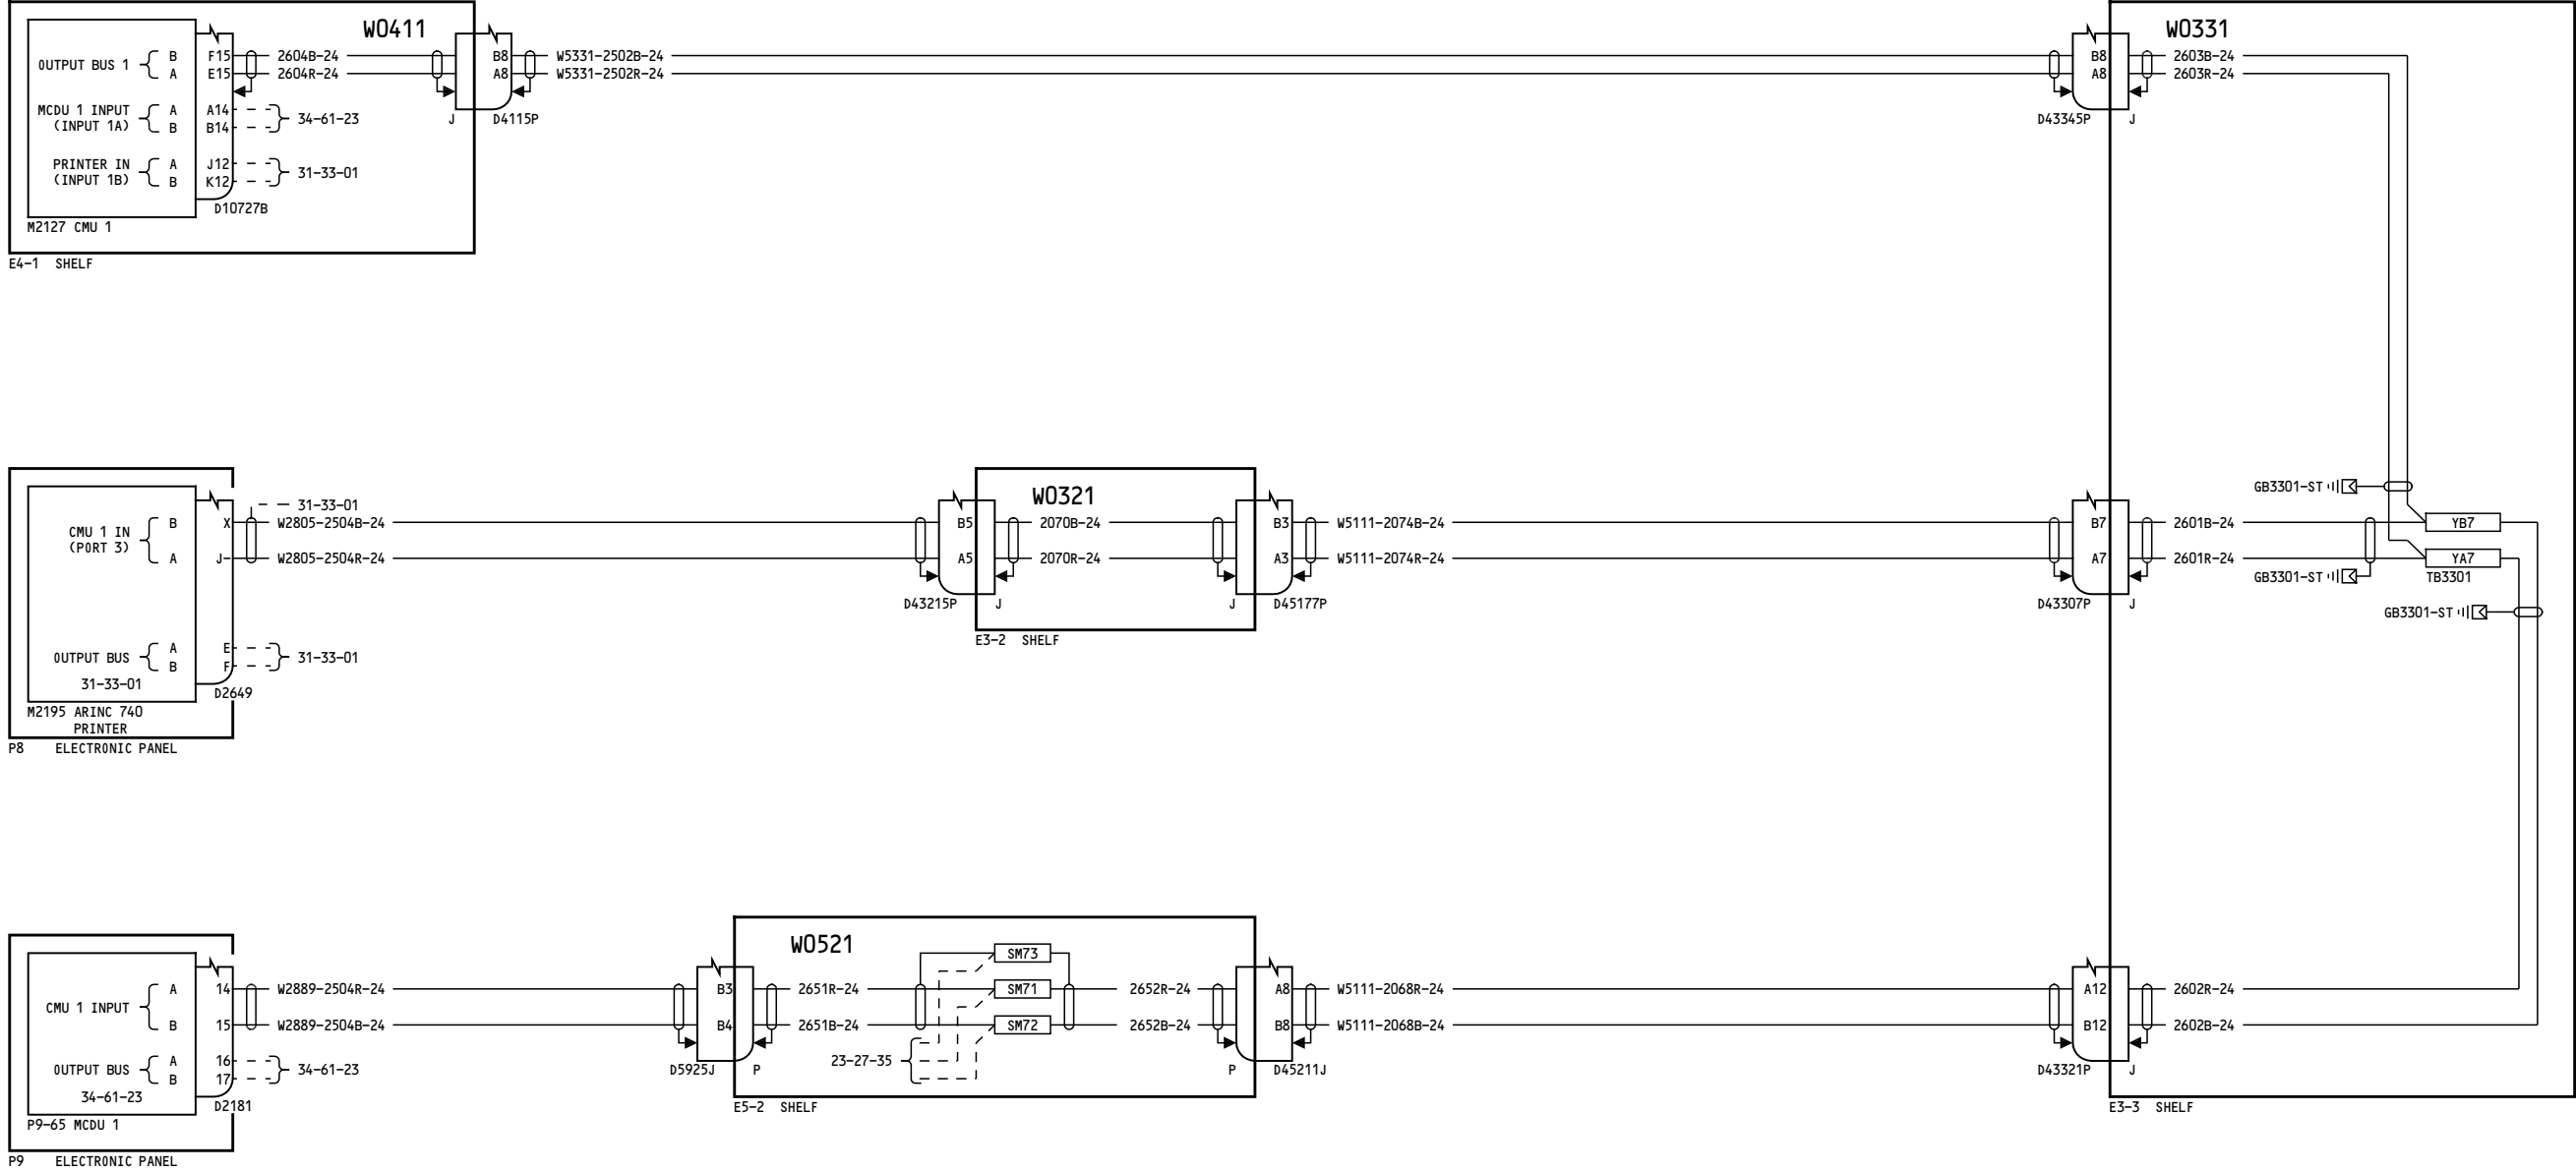 WO411
OUTPUT BUS 1
B F15 2604B-24
A E15 2604R-24
MCDU 1 INPUT
(INPUT 1A)
A A14
B B14
34-61-23
PRINTER IN
(INPUT 1B)
A J12
B K12
31-33-01
D10727B
M2127 CMU 1
E4-1 SHELF
J D4115P
B8 W5331-2502B-24
A8 W5331-2502R-24
WO331
B8 2603B-24
A8 2603R-24
D43345P J
CMU 1 IN
(PORT 3)
31-33-01
B X W2805-2504B-24
A J- W2805-2504R-24
OUTPUT BUS
A E
B F
31-33-01
31-33-01
D2649
M2195 ARINC 740
PRINTER
P8 ELECTRONIC PANEL
WO321
B5 2070B-24
A5 2070R-24
D43215P J
B3 W5111-2074B-24
A3 W5111-2074R-24
J D45177P
E3-2 SHELF
B7 2601B-24
A7 2601R-24
D43307P J
GB3301-ST
YB7
YA7
GB3301-ST
TB3301
GB3301-ST
CMU 1 INPUT
A 14 W2889-2504R-24
B 15 W2889-2504B-24
OUTPUT BUS
A 16
B 17
34-61-23
34-61-23
D2181
P9-65 MCDU 1
P9 ELECTRONIC PANEL
WO521
B3 2651R-24
B4 2651B-24
D5925J P
SM73
SM71
SM72
23-27-35
2652R-24 A8 W5111-2068R-24
2652B-24 B8 W5111-2068B-24
P D45211J
E5-2 SHELF
A12 2602R-24
B12 2602B-24
D43321P J
E3-3 SHELF